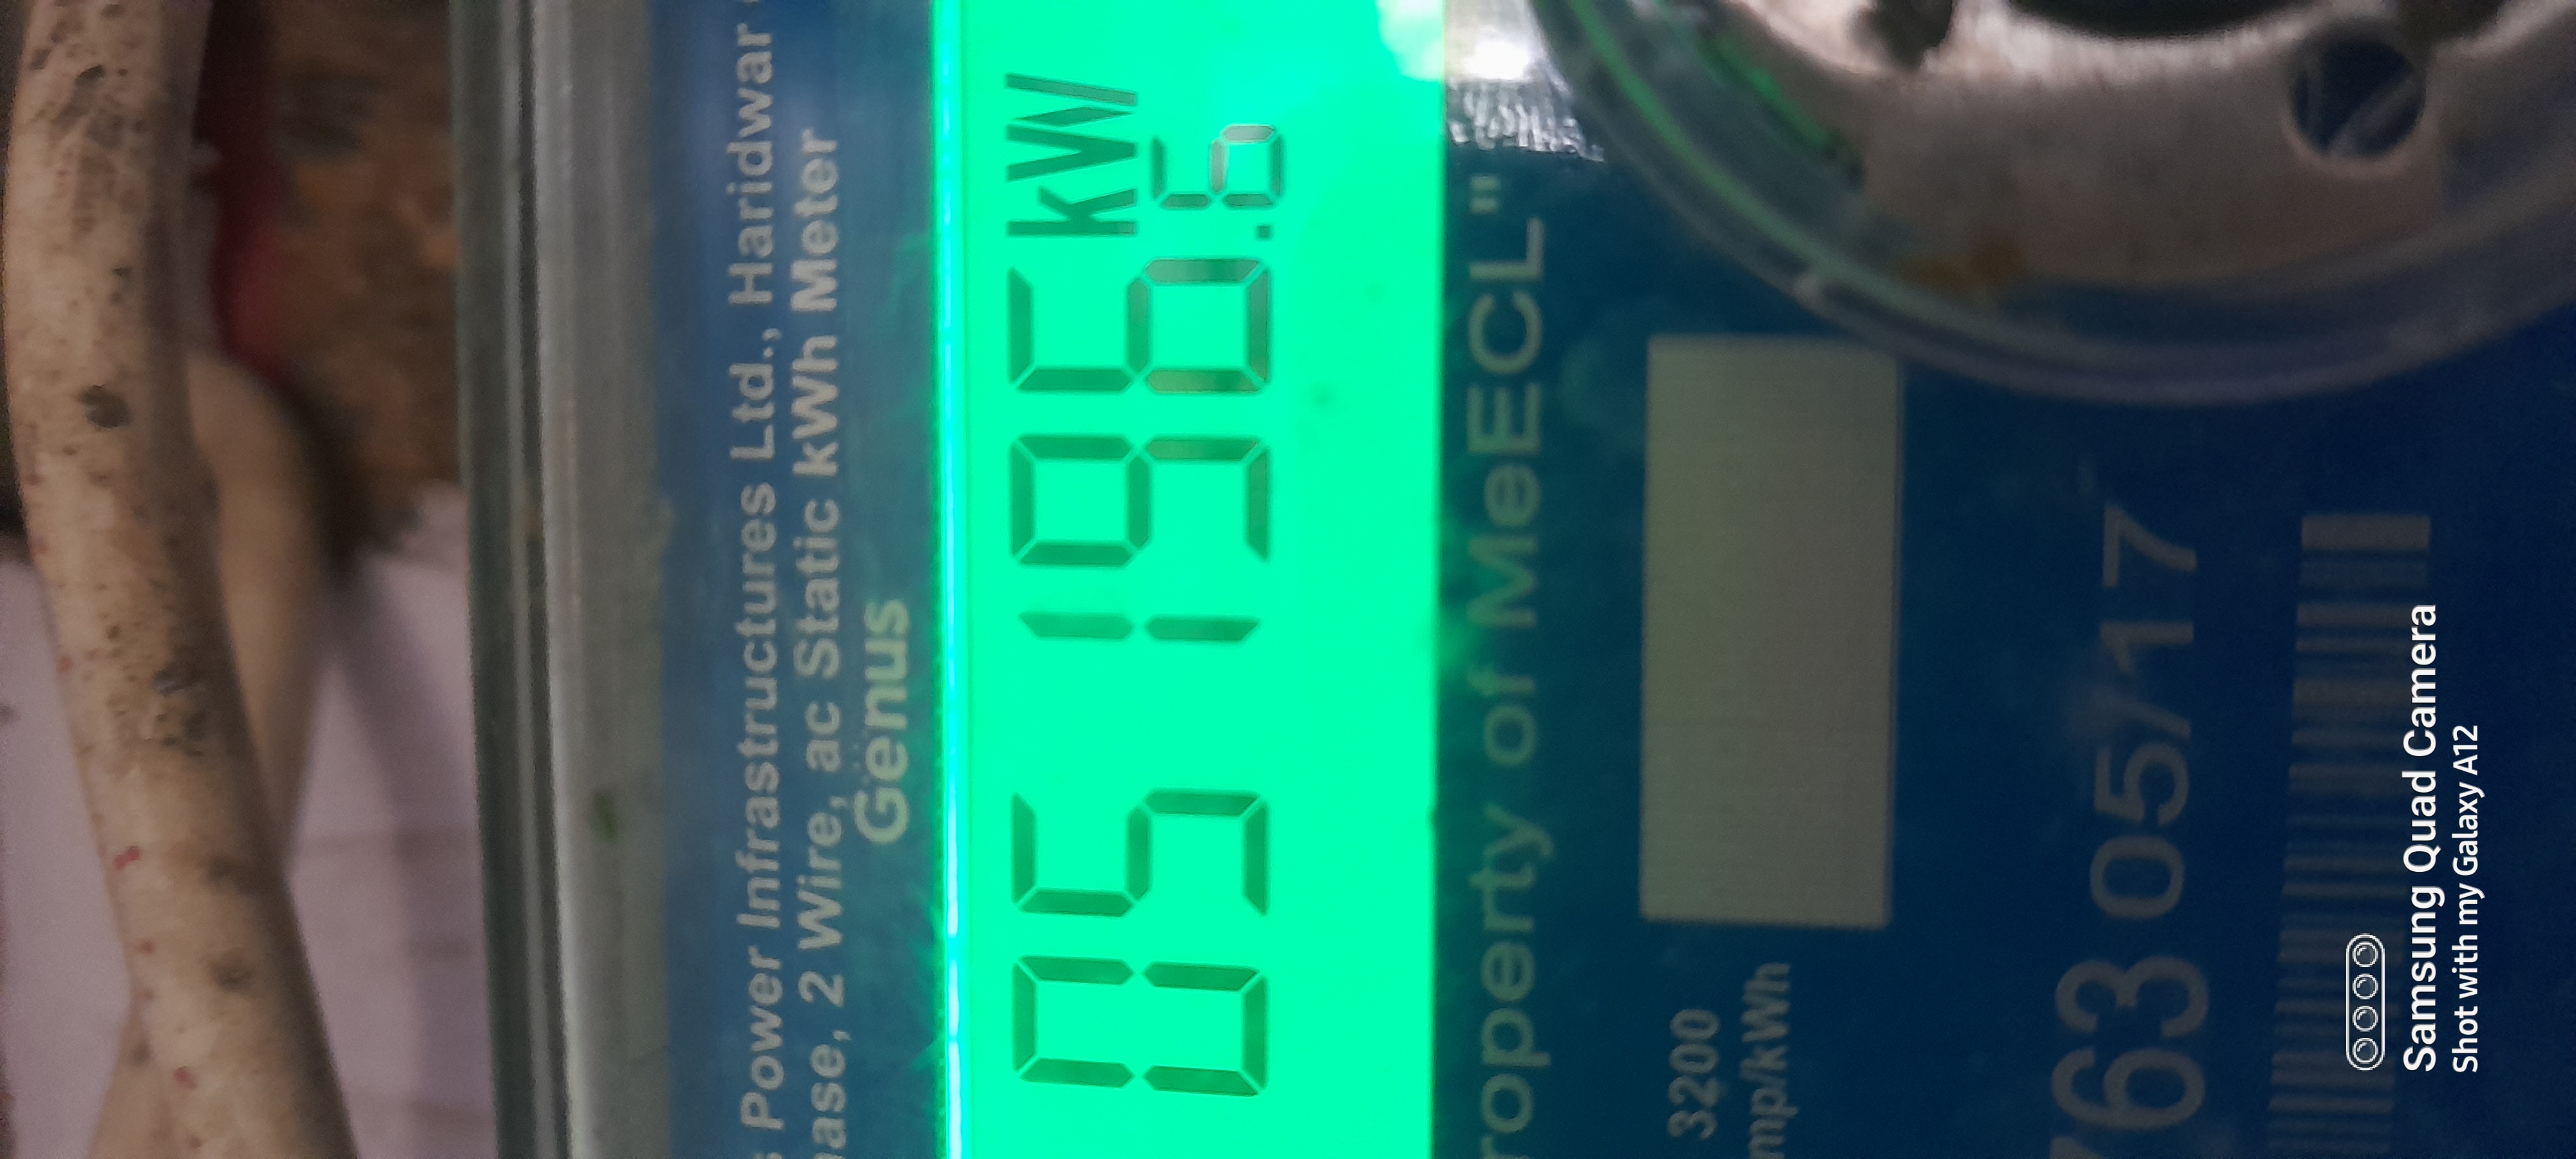 s Power Infrastructures Ltd., Haridwar
hase, 2 Wire, ac Static kWh Meter
Genus
05 196.6 kW
roperty of MeECL"
3200
mp/kWh
763 05/17
Samsung Quad Camera
Shot with my Galaxy A12